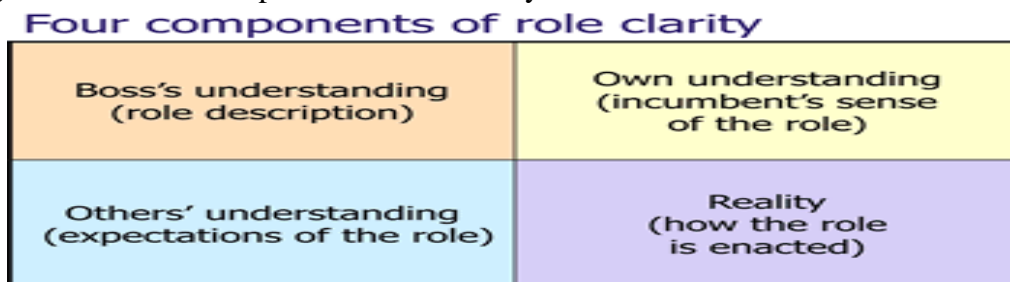 Four components of role clarity
Boss's understanding
(role description)
Own understanding
(incumbent's sense
of the role)
Others' understanding
(expectations of the role)
Reality
(how the role
is enacted)